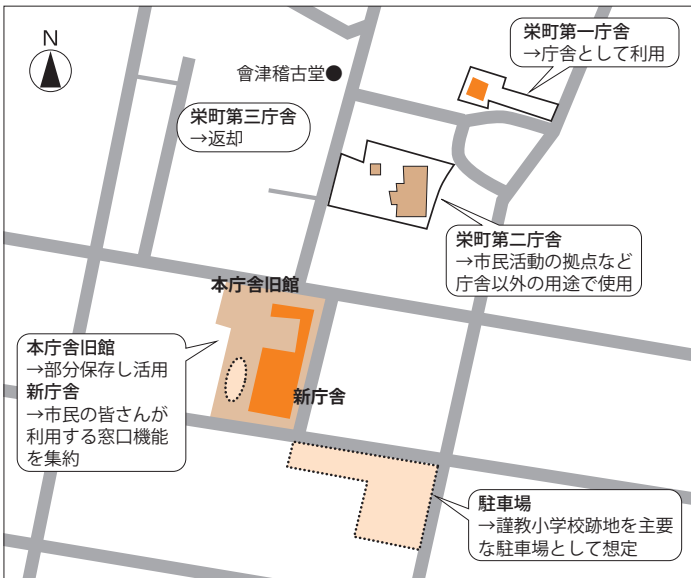 N
會津稽古堂
栄町第一庁舎
→庁舎として利用
栄町第三庁舎
→返却
栄町第二庁舎
→市民活動の拠点など
庁舎以外の用途で使用
本庁舎旧館
本庁舎旧館
→部分保存し活用
新庁舎
→市民の皆さんが
利用する窓口機能
を集約
新庁舎
駐車場
→謹教小学校跡地を主要
な駐車場として想定